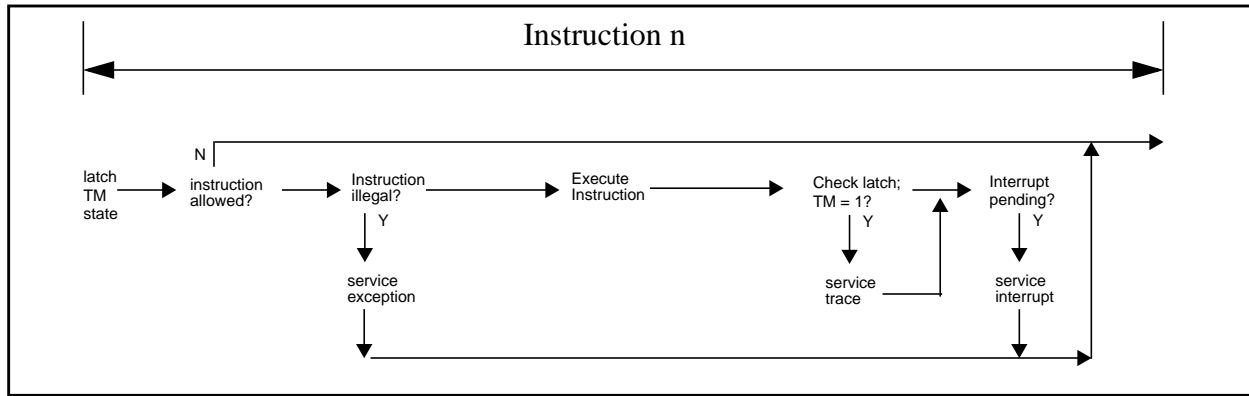 Instruction n
N
latch
TM
state
instruction
allowed?
Instruction
illegal?
Y
service
exception
Execute
Instruction
Check latch;
TM = 1?
Y
service
trace
Interrupt
pending?
Y
service
interrupt